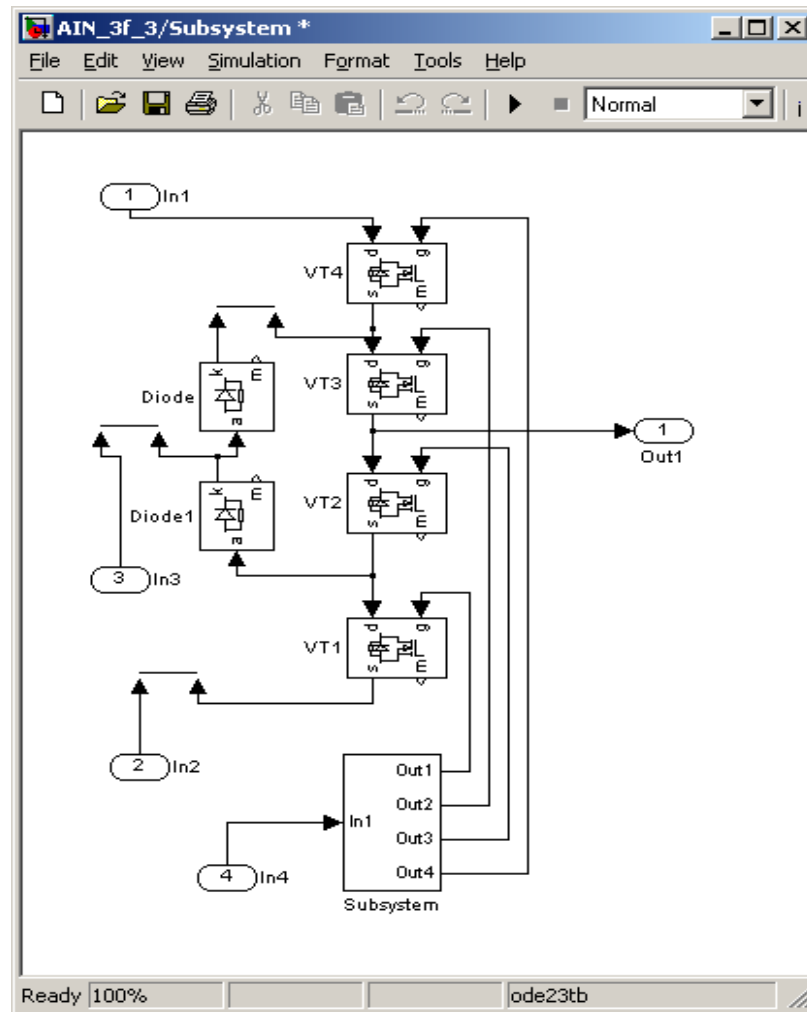 AIN_3f_3/Subsystem *
File Edit View Simulation Format Tools Help
Normal
1 In1
d g
VT4
s m
d g
k m
VT3
Diode
s m
a
1
Out1
d g
k m
VT2
Diode1
s m
a
3 In3
d g
VT1
s m
2 In2
Out1
Out2
In1
Out3
4 In4
Out4
Subsystem
Ready 100% ode23tb